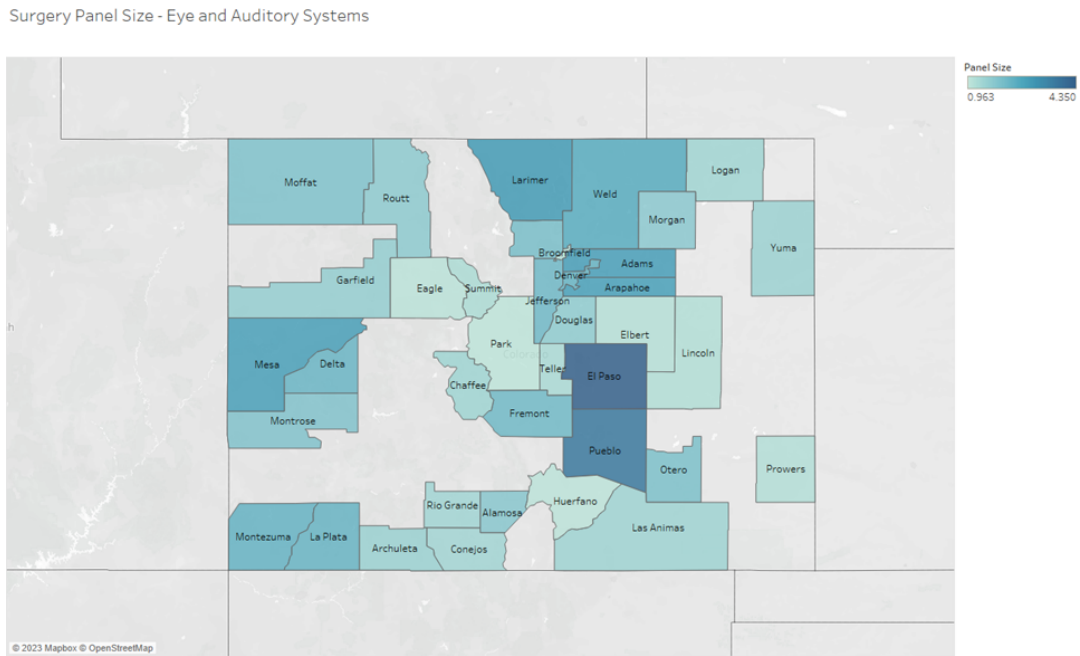 Surgery Panel Size - Eye and Auditory Systems
Panel Size
0.963 4.350
Moffat
Routt
Larimer
Weld
Logan
Morgan
Yuma
Broomfield
Adams
Denver
Arapahoe
Garfield
Eagle
Summit
Jefferson
Douglas
Elbert
Park
Colorado
Lincoln
Mesa
Delta
Chaffee
Teller
El Paso
Montrose
Fremont
Pueblo
Otero
Prowers
Rio Grande
Alamosa
Huerfano
Las Animas
Montezuma
La Plata
Archuleta
Conejos
h
© 2023 Mapbox © OpenStreetMap